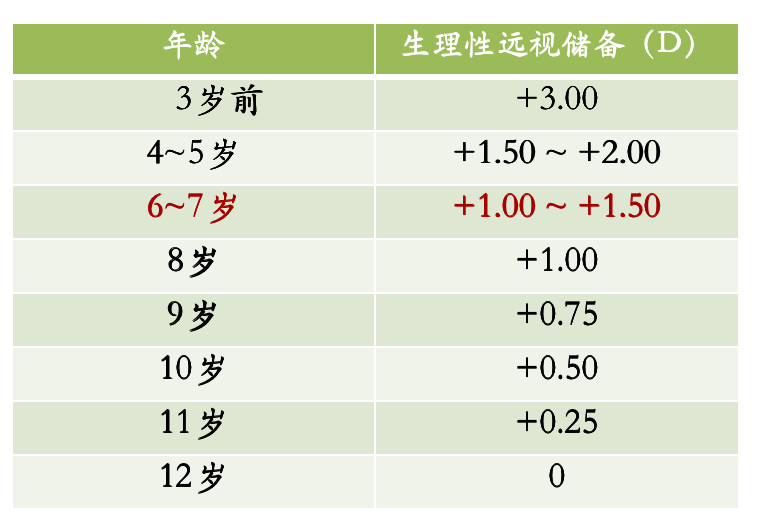 年龄 生理性远视储备（D）
3岁前 +3.00
4~5岁 +1.50 ~ +2.00
6~7岁 +1.00 ~ +1.50
8岁 +1.00
9岁 +0.75
10岁 +0.50
11岁 +0.25
12岁 0